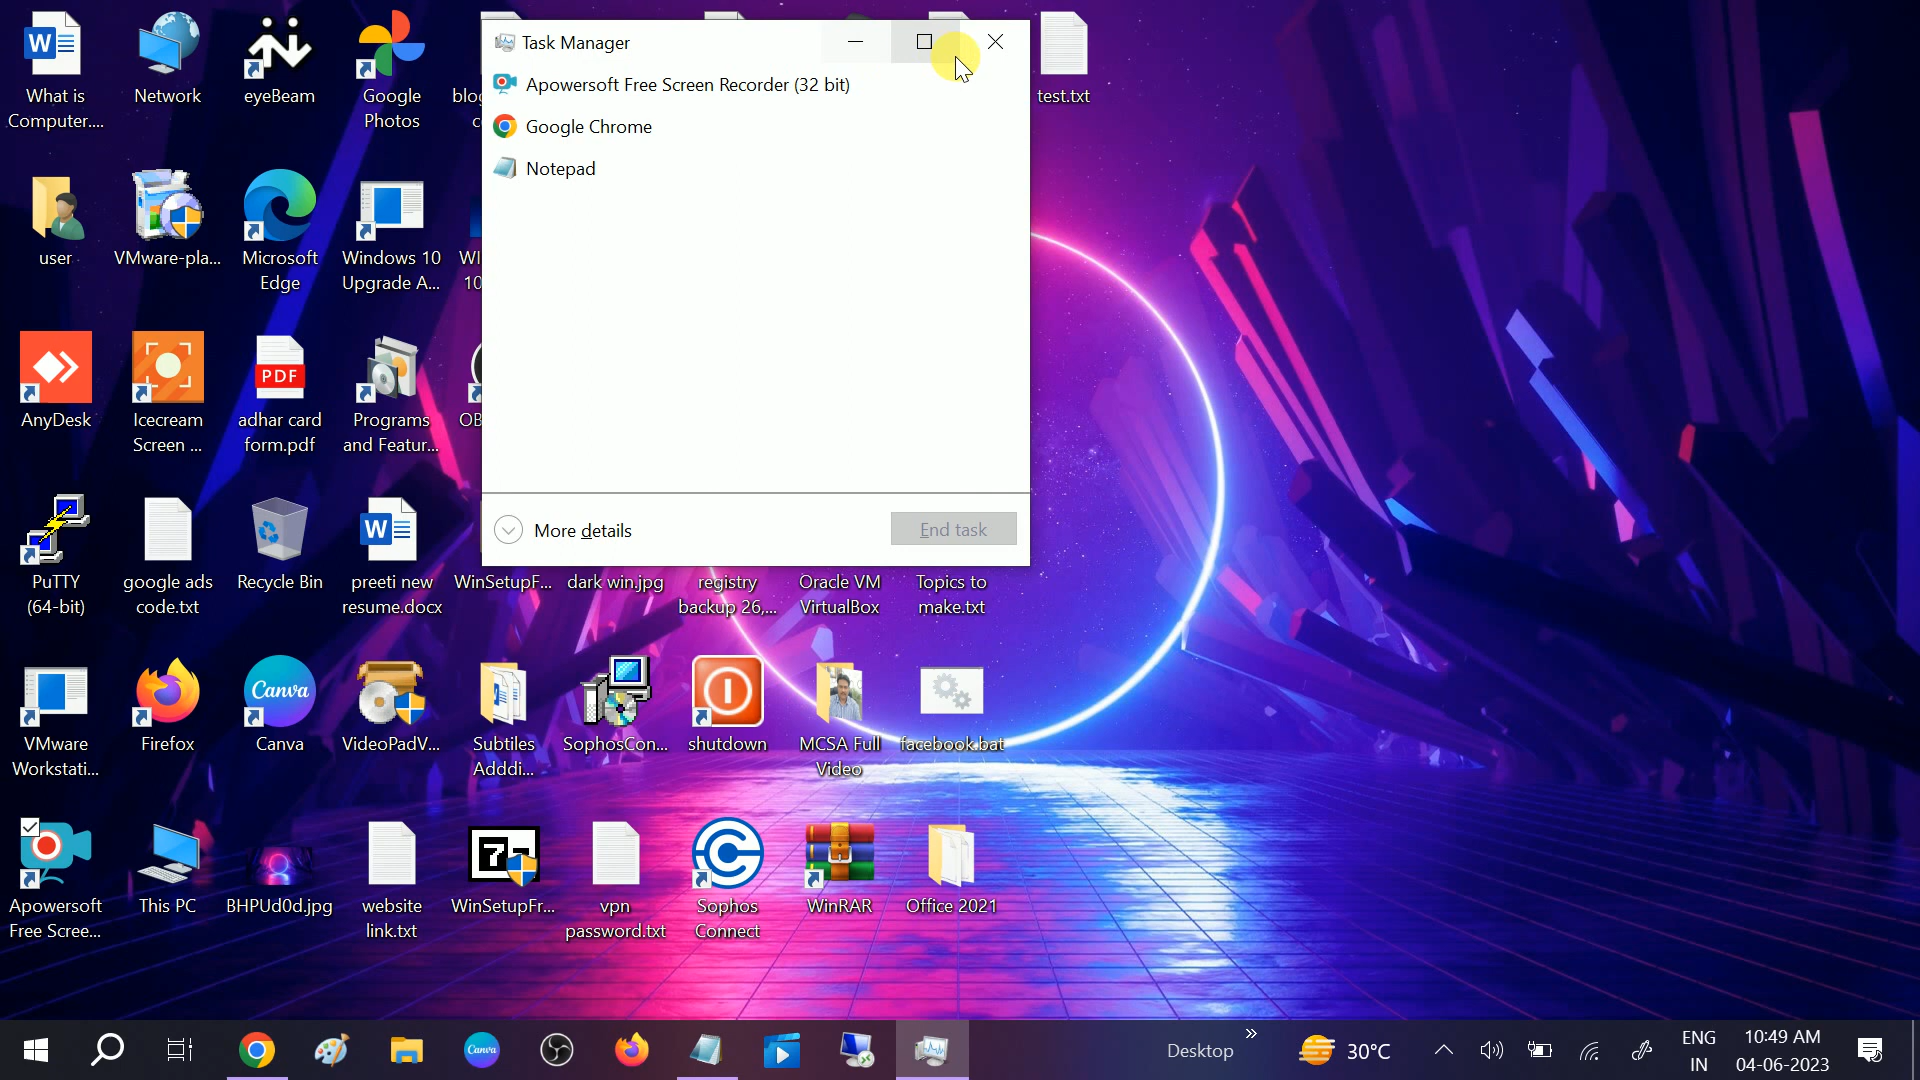 Task Manager
Apowersoft Free Screen Recorder (32 bit)
Google Chrome
Notepad
More details
End task
What is
Computer....
Network
eyeBeam
Google
Photos
test.txt
user
VMware-pla...
Microsoft
Edge
Windows 10
Upgrade A...
10
AnyDesk
Icecream
Screen ...
PDF
adhar card
form.pdf
Programs
and Featur...
PuTTY
(64-bit)
google ads
code.txt
Recycle Bin
preeti new
resume.docx
WinSetupF...
dark win.jpg
registry
backup 26,...
Oracle VM
VirtualBox
Topics to
make.txt
VMware
Workstati...
Firefox
Canva
Canva
VideoPadV...
Subtiles
Adddi...
SophosCon...
shutdown
MCSA Full
Video
facebook.bat
Apowersoft
Free Scree...
This PC
BHPUd0d.jpg
website
link.txt
WinSetupFr...
vpn
password.txt
Sophos
Connect
WinRAR
Office 2021
Canva
Desktop
30°C
ENG
IN
10:49 AM
04-06-2023